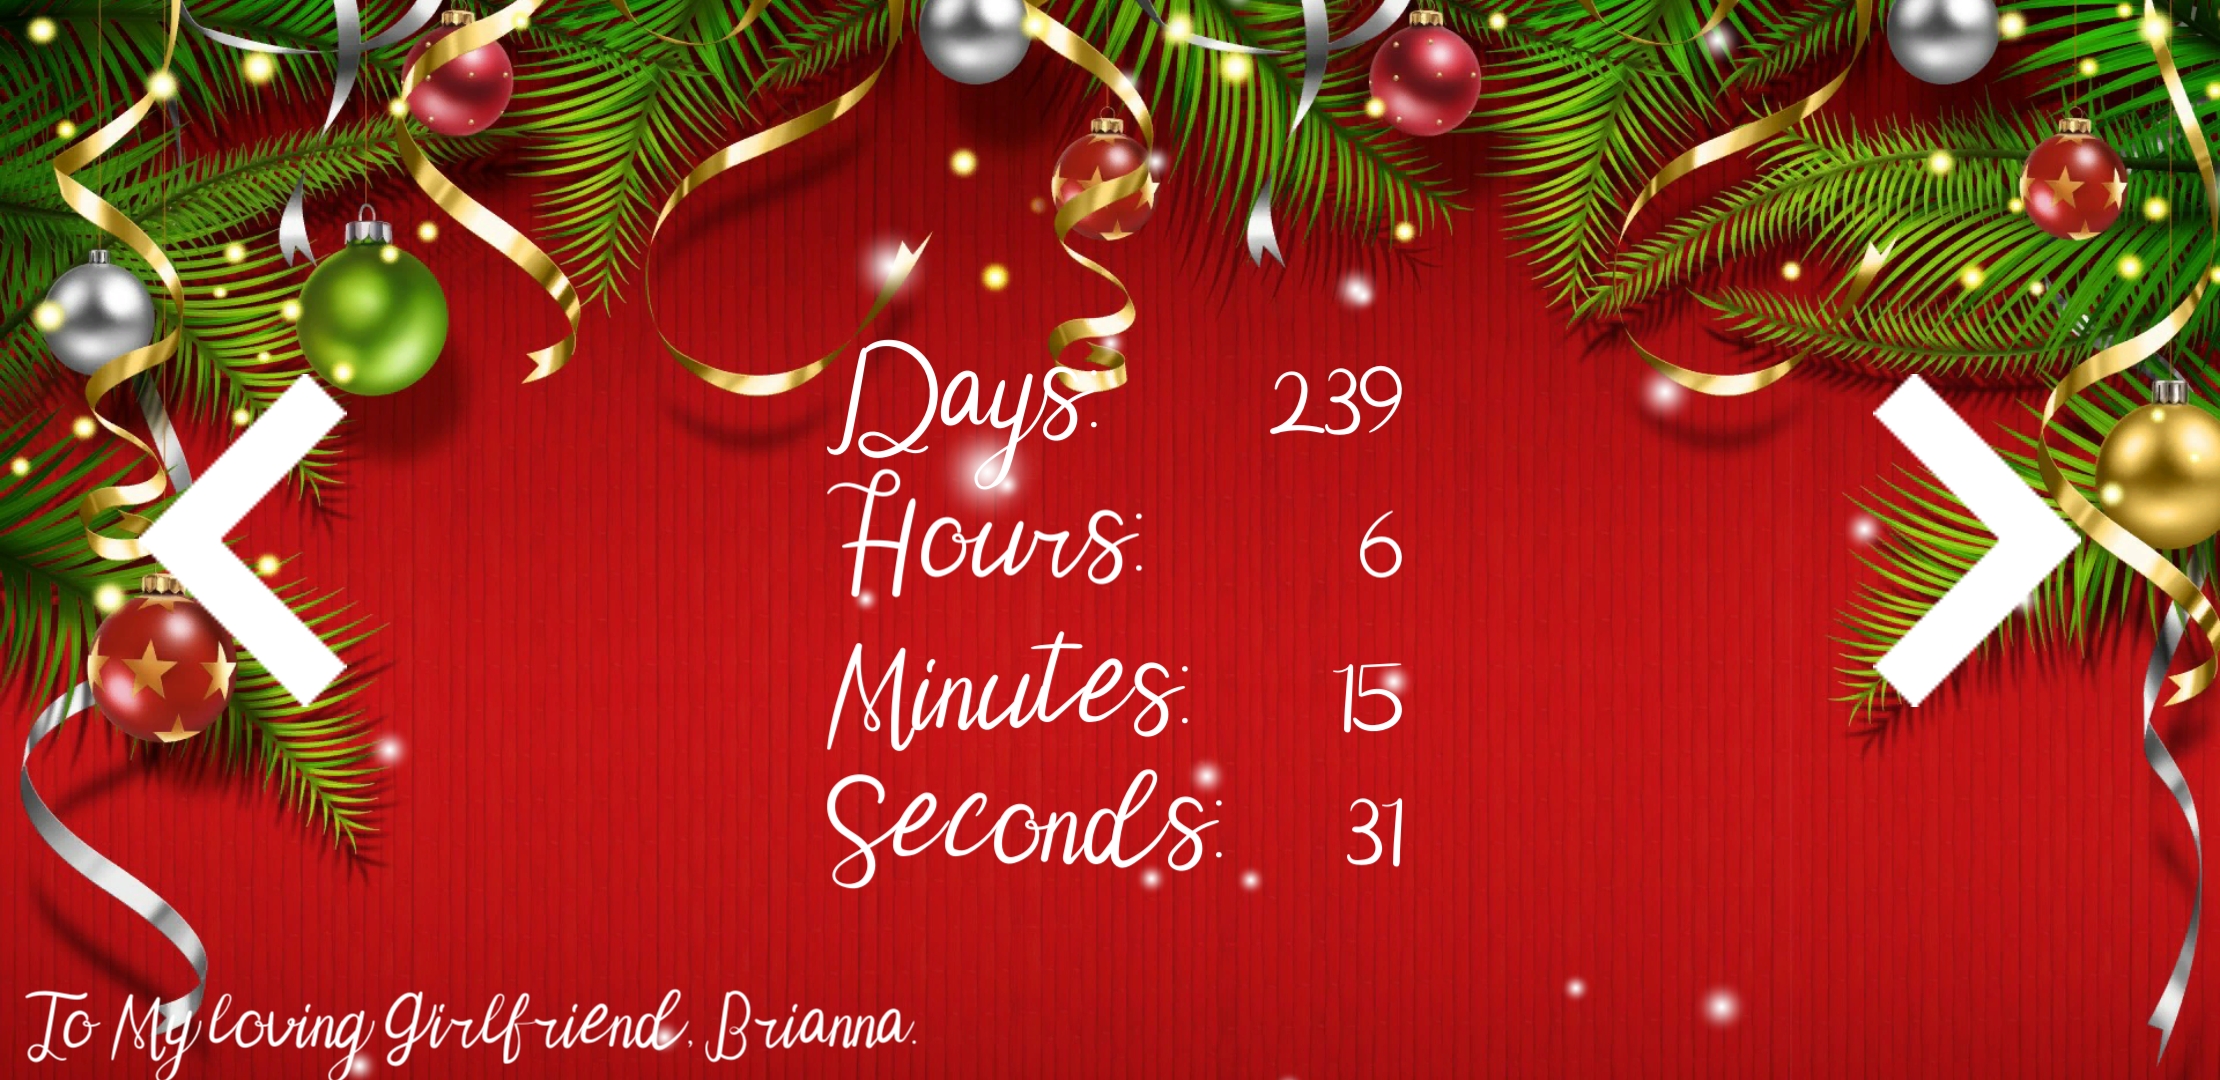 Days: 239
Hours: 6
Minutes: 15
Seconds: 31
To My loving Girlfriend, Brianna.